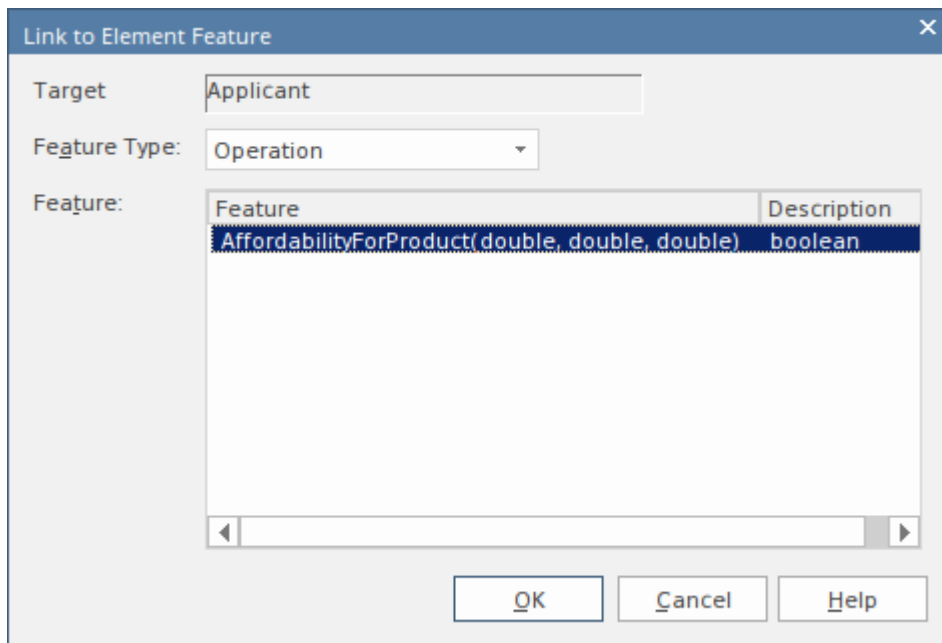 Link to Element Feature
Target Applicant
Feature Type: Operation
Feature:
Feature Description
AffordabilityForProduct(double, double, double) boolean
OK Cancel Help